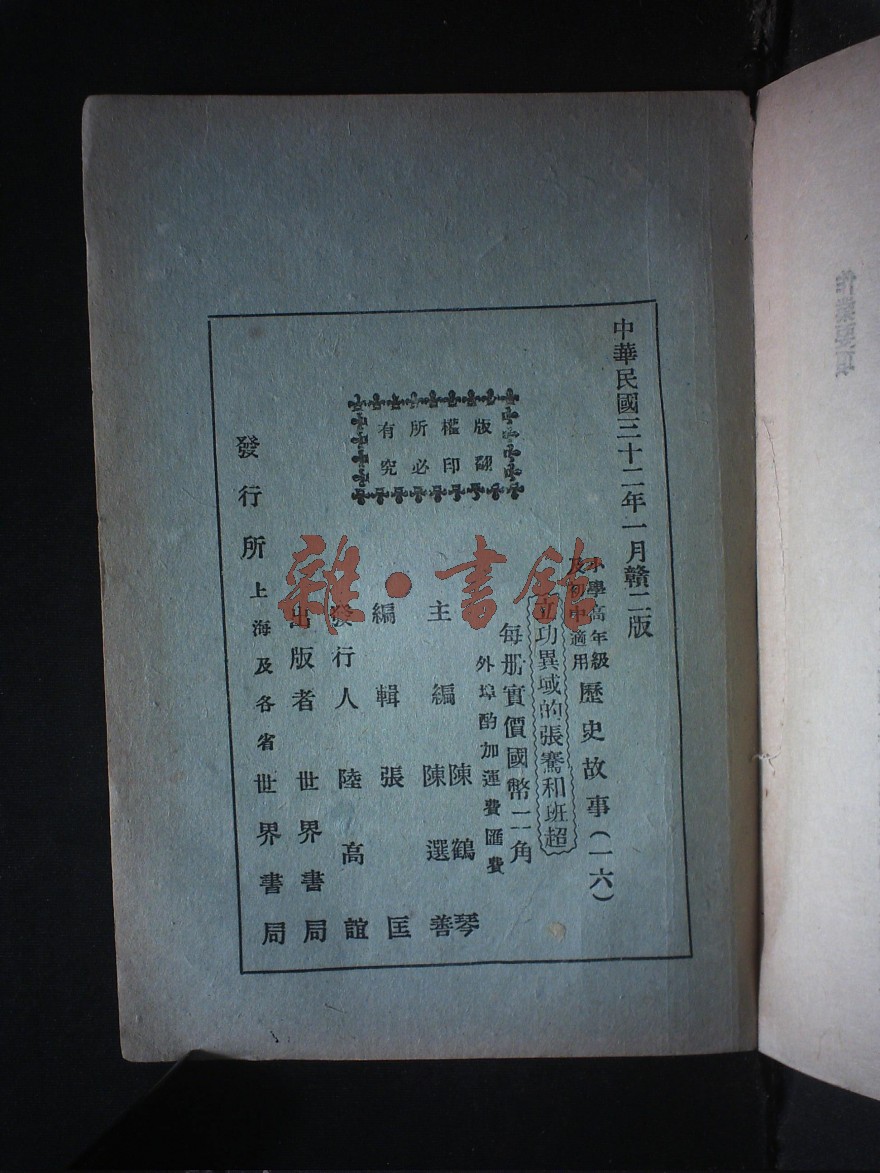 中華民國三十二年一月贛二版
小學高年級
及初中適用
歷史故事（一六）
立功異域的張騫和班超
每册實價國幣二角
外埠酌加運費匯費
版權所有
翻印必究
主編 陳鶴琴
陳選善
編輯 張匡
發行人 陸高誼
出版者 世界書局
發行所 上海及各省世界書局
雜·書館